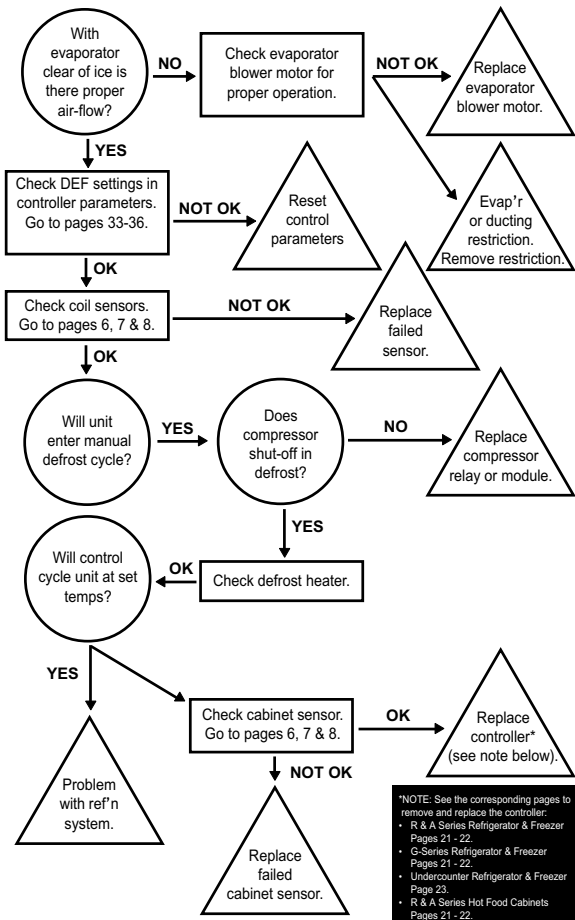 With
evaporator
clear of ice is
there proper
air-flow?
NO
Check evaporator
blower motor for
proper operation.
NOT OK
Replace
evaporator
blower motor.
YES
Check DEF settings in
controller parameters.
Go to pages 33-36.
NOT OK
Reset
control
parameters
Evap'r
or ducting
restriction.
Remove restriction.
OK
Check coil sensors.
Go to pages 6, 7 & 8.
NOT OK
Replace
failed
sensor.
OK
Will unit
enter manual
defrost cycle?
YES
Does
compressor
shut-off in
defrost?
NO
Replace
compressor
relay or module.
YES
Will control
cycle unit at set
temps?
OK
Check defrost heater.
YES
Check cabinet sensor.
Go to pages 6, 7 & 8.
OK
Replace
controller*
(see note below).
NOT OK
Problem
with ref'n
system.
Replace
failed
cabinet sensor.
*NOTE: See the corresponding pages to
remove and replace the controller:
• R & A Series Refrigerator & Freezer
Pages 21 - 22.
• G-Series Refrigerator & Freezer
Pages 21 - 22.
• Undercounter Refrigerator & Freezer
Page 23.
• R & A Series Hot Food Cabinets
Pages 21 - 22.